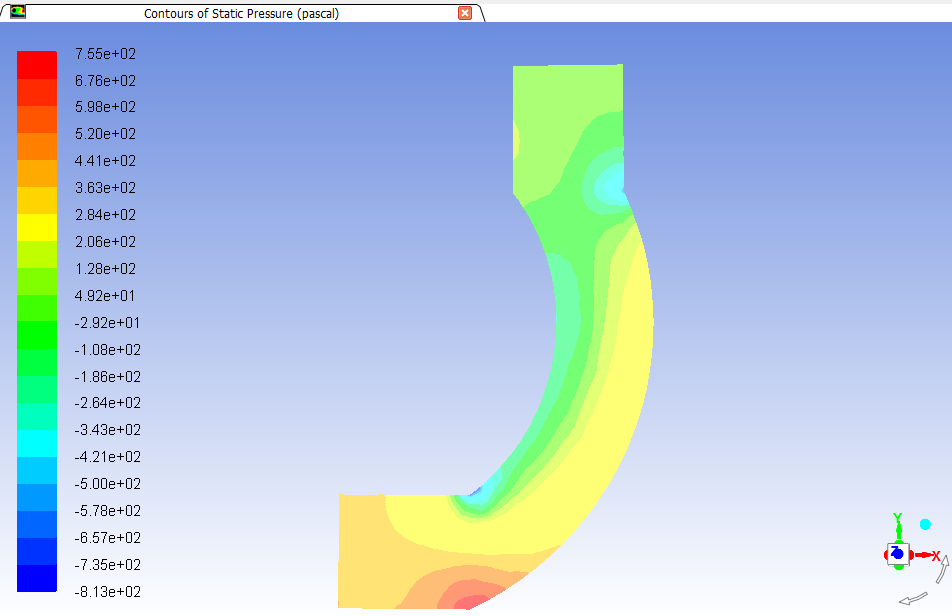 Contours of Static Pressure (pascal)
7.55e+02
6.76e+02
5.98e+02
5.20e+02
4.41e+02
3.63e+02
2.84e+02
2.06e+02
1.28e+02
4.92e+01
-2.92e+01
-1.08e+02
-1.86e+02
-2.64e+02
-3.43e+02
-4.21e+02
-5.00e+02
-5.78e+02
-6.57e+02
-7.35e+02
-8.13e+02
Y
Z
X